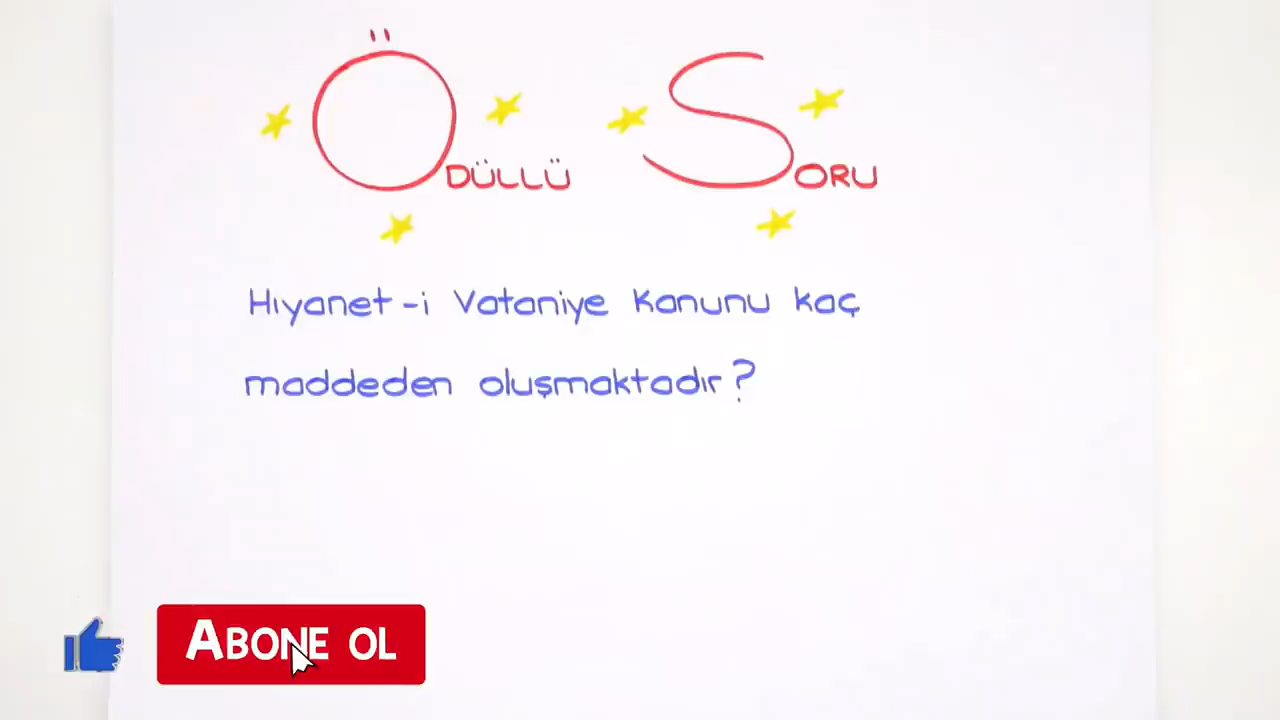 ÖDÜLLÜ SORU
Hıyanet-i Vataniye Kanunu kaç
maddeden oluşmaktadır?
ABONE OL